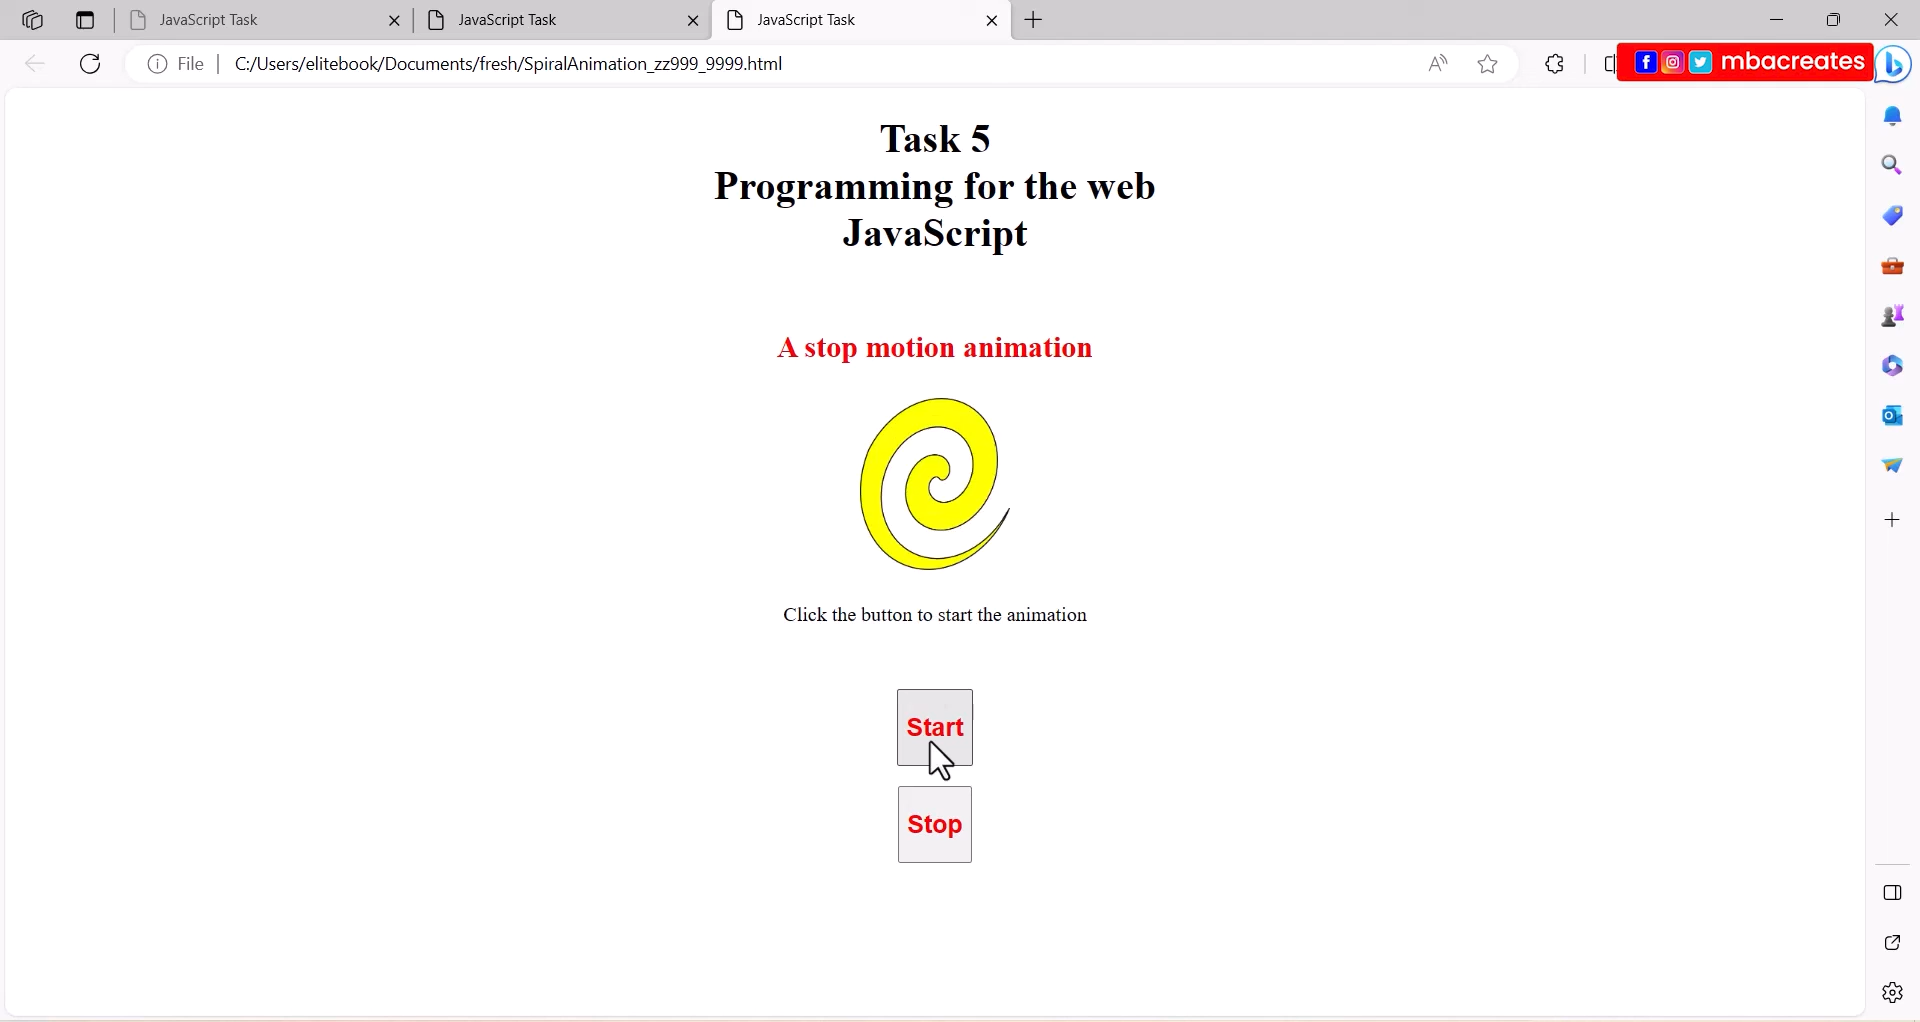 JavaScript Task
JavaScript Task
JavaScript Task
File
C:/Users/elitebook/Documents/fresh/SpiralAnimation_zz999_9999.html
mbacreates
Task 5
Programming for the web
JavaScript
A stop motion animation
Click the button to start the animation
Start
Stop